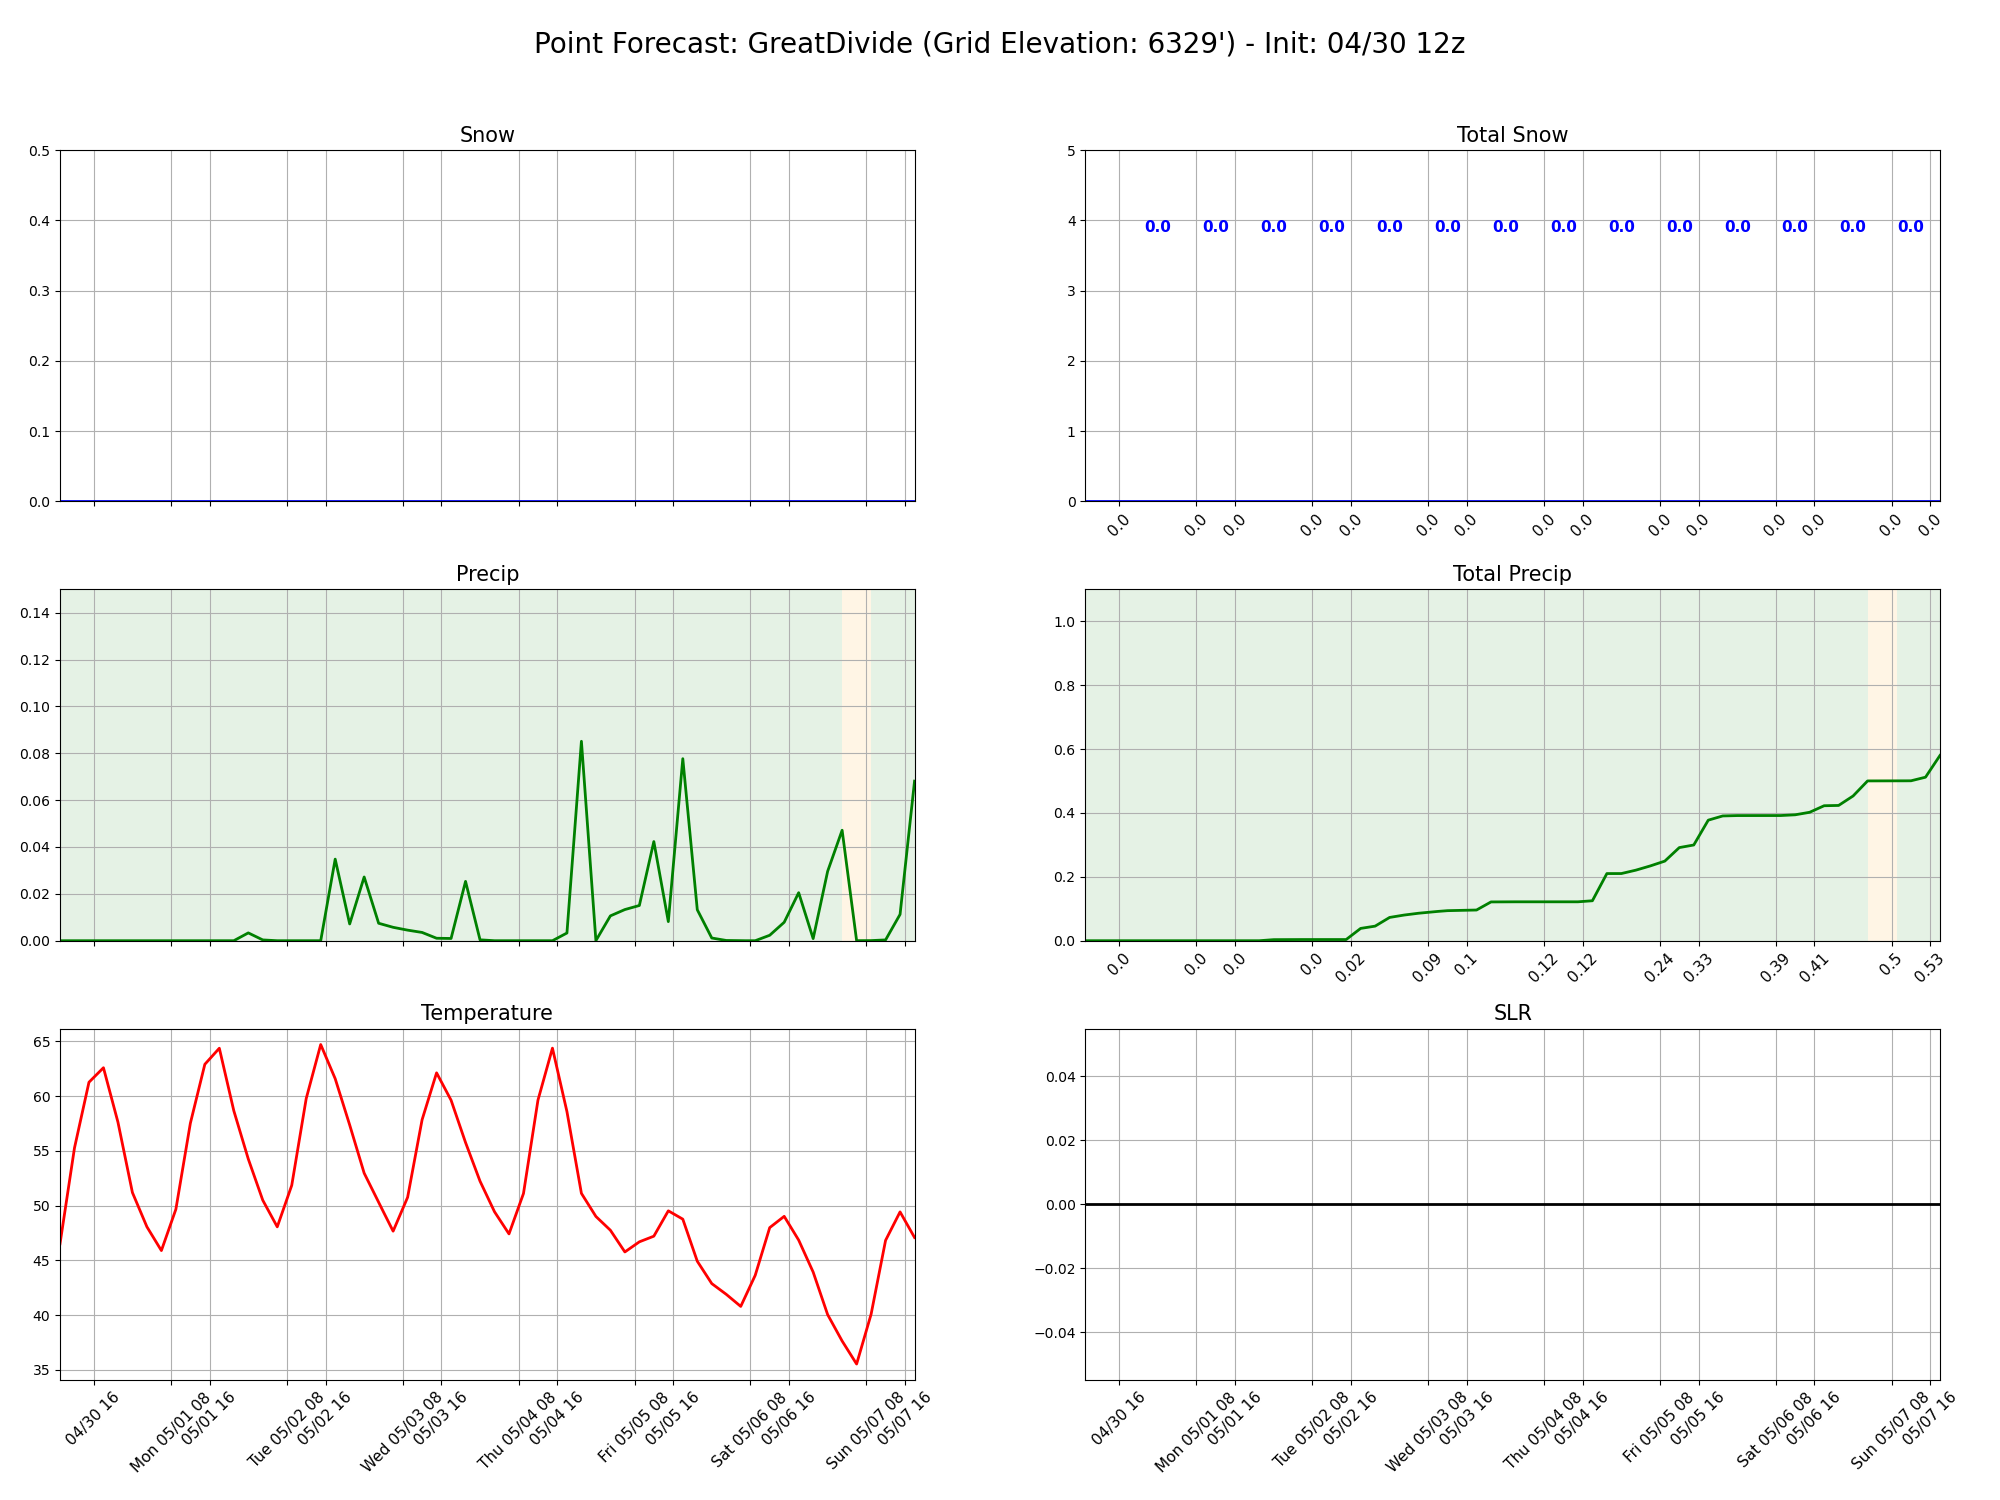 Point Forecast: GreatDivide (Grid Elevation: 6329') - Init: 04/30 12z
Snow
0.5
0.4
0.3
0.2
0.1
0.0
Total Snow
5
4
3
2
1
0
0.0 0.0 0.0 0.0 0.0 0.0 0.0 0.0 0.0 0.0 0.0 0.0 0.0 0.0
0.0 0.0 0.0 0.0 0.0 0.0 0.0 0.0 0.0 0.0 0.0 0.0 0.0 0.0 0.0
Precip
0.14
0.12
0.10
0.08
0.06
0.04
0.02
0.00
Total Precip
1.0
0.8
0.6
0.4
0.2
0.0
0.0 0.0 0.0 0.0 0.02 0.09 0.1 0.12 0.12 0.24 0.33 0.39 0.41 0.5 0.53
Temperature
65
60
55
50
45
40
35
04/30 16
Mon 05/01 08
05/01 16
Tue 05/02 08
05/02 16
Wed 05/03 08
05/03 16
Thu 05/04 08
05/04 16
Fri 05/05 08
05/05 16
Sat 05/06 08
05/06 16
Sun 05/07 08
05/07 16
SLR
0.04
0.02
0.00
−0.02
−0.04
04/30 16
Mon 05/01 08
05/01 16
Tue 05/02 08
05/02 16
Wed 05/03 08
05/03 16
Thu 05/04 08
05/04 16
Fri 05/05 08
05/05 16
Sat 05/06 08
05/06 16
Sun 05/07 08
05/07 16